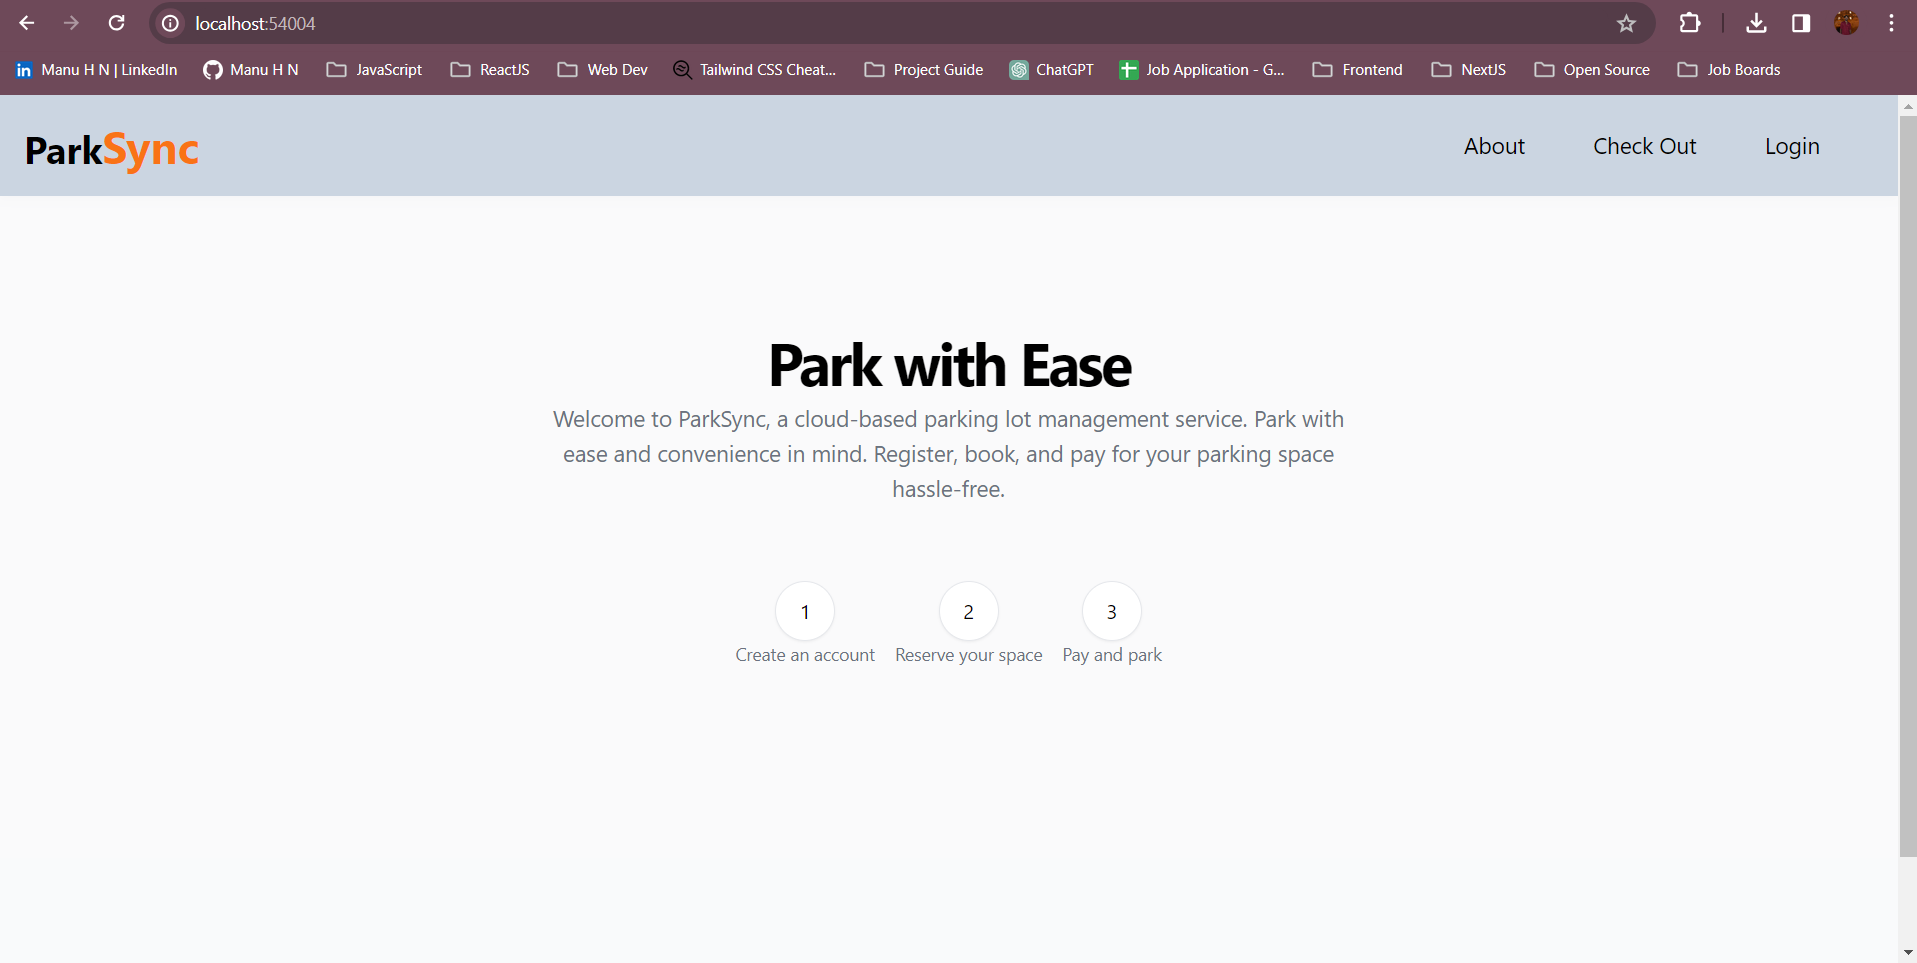 localhost:54004
Manu H N | LinkedIn Manu H N JavaScript ReactJS Web Dev Tailwind CSS Cheat... Project Guide ChatGPT Job Application - G... Frontend NextJS Open Source Job Boards
ParkSync About Check Out Login
Park with Ease
Welcome to ParkSync, a cloud-based parking lot management service. Park with
ease and convenience in mind. Register, book, and pay for your parking space
hassle-free.
1 2 3
Create an account Reserve your space Pay and park